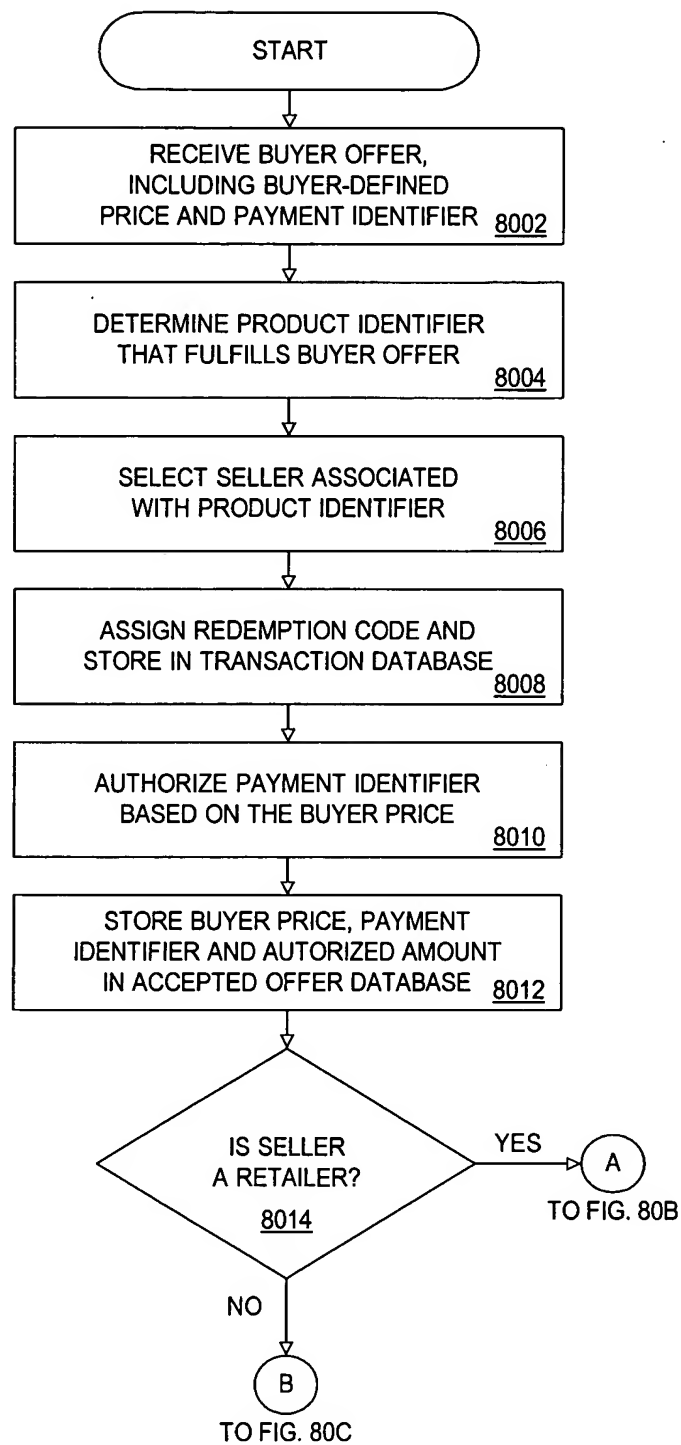 START
RECEIVE BUYER OFFER,
INCLUDING BUYER-DEFINED
PRICE AND PAYMENT IDENTIFIER
8002
DETERMINE PRODUCT IDENTIFIER
THAT FULFILLS BUYER OFFER
8004
SELECT SELLER ASSOCIATED
WITH PRODUCT IDENTIFIER
8006
ASSIGN REDEMPTION CODE AND
STORE IN TRANSACTION DATABASE
8008
AUTHORIZE PAYMENT IDENTIFIER
BASED ON THE BUYER PRICE
8010
STORE BUYER PRICE, PAYMENT
IDENTIFIER AND AUTORIZED AMOUNT
IN ACCEPTED OFFER DATABASE
8012
IS SELLER
A RETAILER?
8014
YES
A
TO FIG. 80B
NO
B
TO FIG. 80C